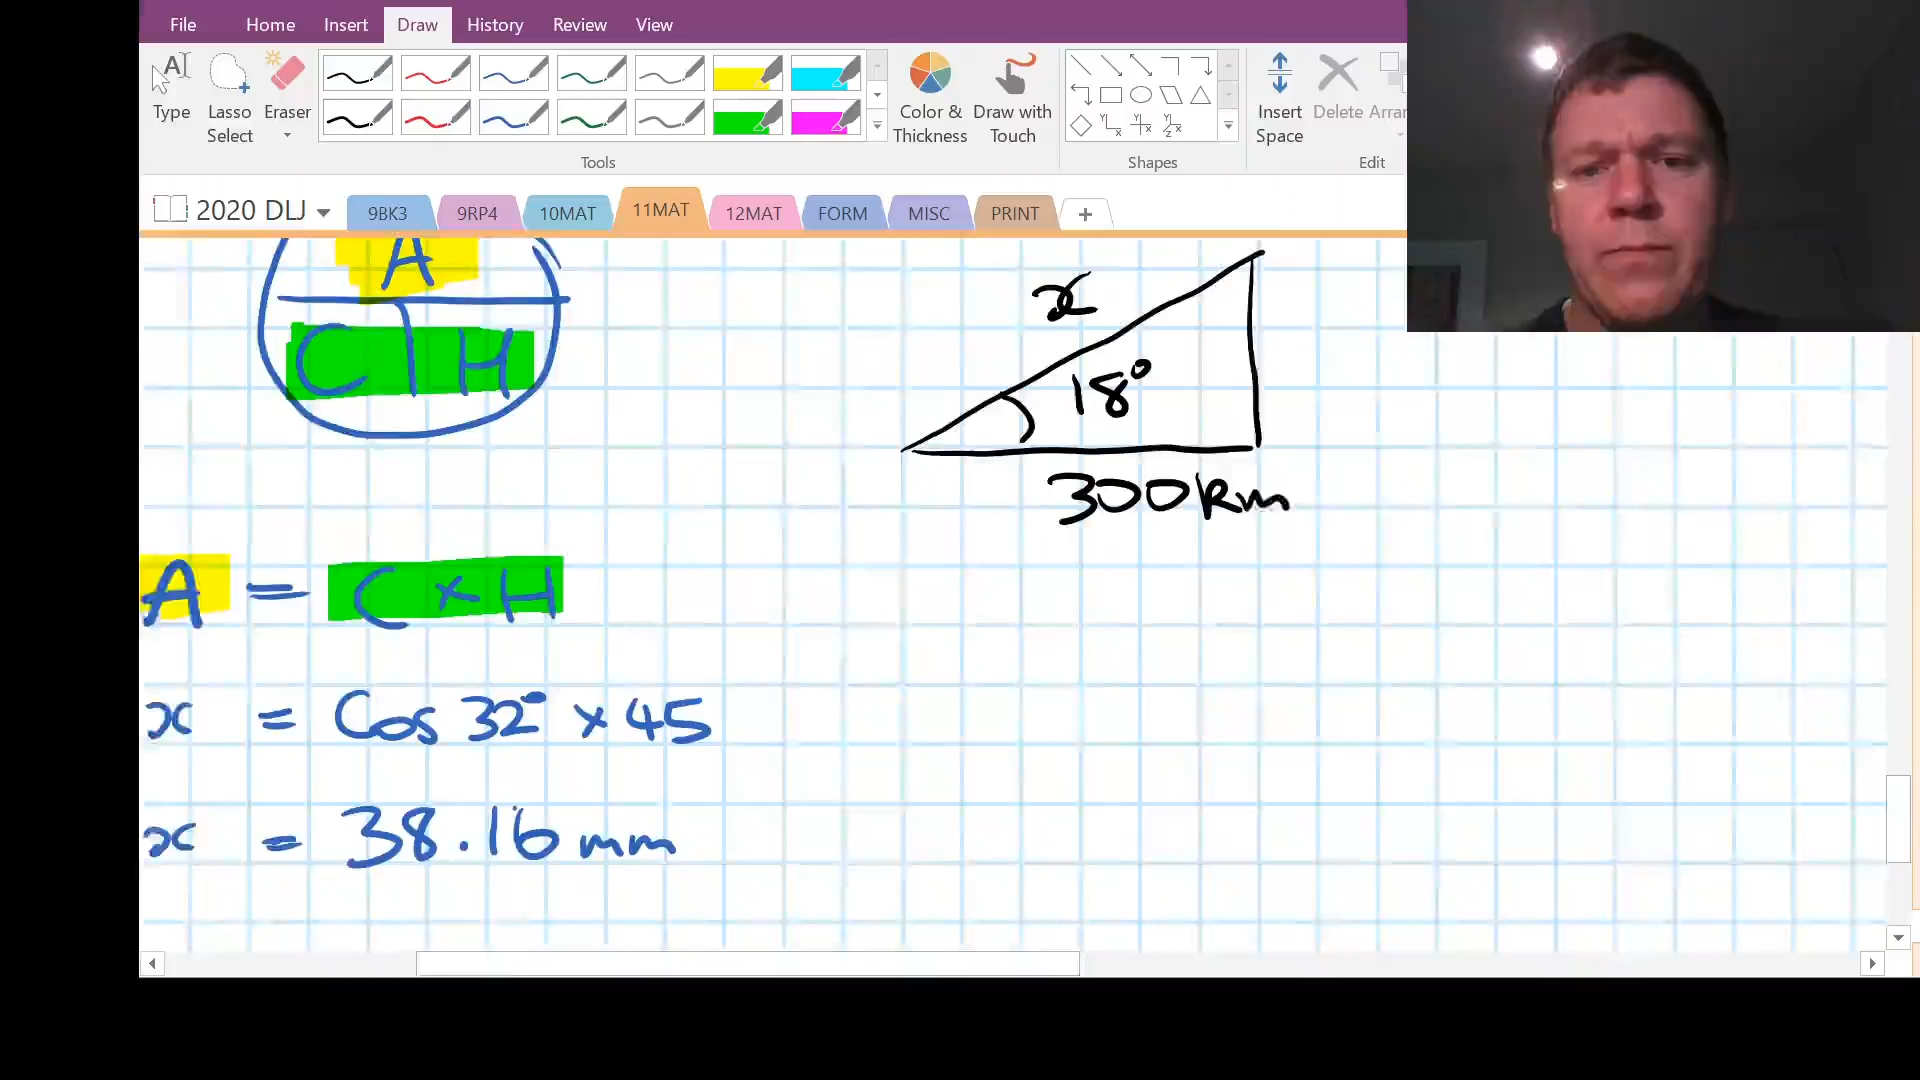 File Home Insert Draw History Review View
Type Lasso Select Eraser Color & Thickness Draw with Touch Insert Space Delete Arran
Tools Shapes Edit
2020 DLJ 9BK3 9RP4 10MAT 11MAT 12MAT FORM MISC PRINT +
A
C H
x
18°
300km
A = C × H
x = Cos 32° × 45
x = 38.16 mm